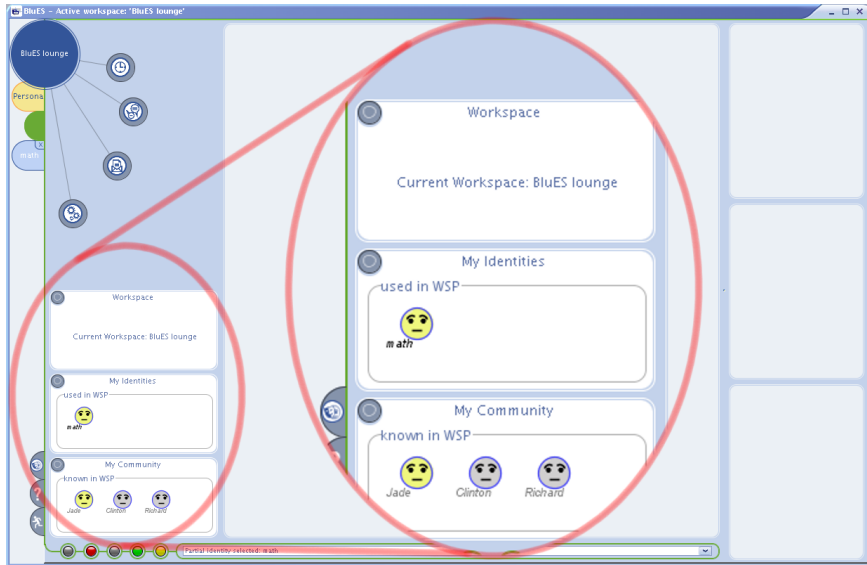 BluES - Active workspace: 'BluES lounge'
BluES lounge
Persona
math
Workspace
Current Workspace: BluES lounge
My Identities
used in WSP
math
My Community
known in WSP
Jade Clinton Richard
Partial identity selected: math
Workspace
Current Workspace: BluES lounge
My Identities
used in WSP
math
My Community
known in WSP
Jade Clinton Richard